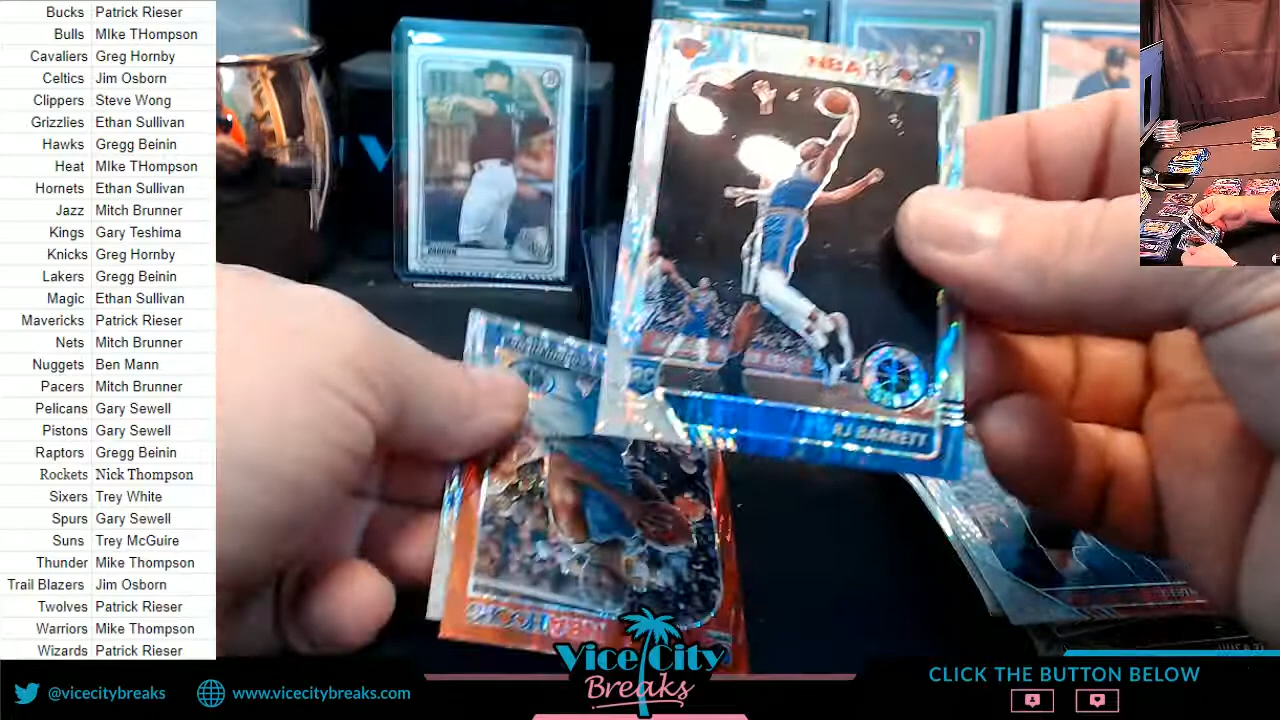 Bucks Patrick Rieser
Bulls MIke THompson
Cavaliers Greg Hornby
Celtics Jim Osborn
Clippers Steve Wong
Grizzlies Ethan Sullivan
Hawks Gregg Beinin
Heat MIke THompson
Hornets Ethan Sullivan
Jazz Mitch Brunner
Kings Gary Teshima
Knicks Greg Hornby
Lakers Gregg Beinin
Magic Ethan Sullivan
Mavericks Patrick Rieser
Nets Mitch Brunner
Nuggets Ben Mann
Pacers Mitch Brunner
Pelicans Gary Sewell
Pistons Gary Sewell
Raptors Gregg Beinin
Rockets Nick Thompson
Sixers Trey White
Spurs Gary Sewell
Suns Trey McGuire
Thunder Mike Thompson
Trail Blazers Jim Osborn
Twolves Patrick Rieser
Warriors Mike Thompson
Wizards Patrick Rieser
NBA HOOPS
RJ BARRETT
NBA HOOPS
Vice City
Breaks
@vicecitybreaks
www.vicecitybreaks.com
CLICK THE BUTTON BELOW